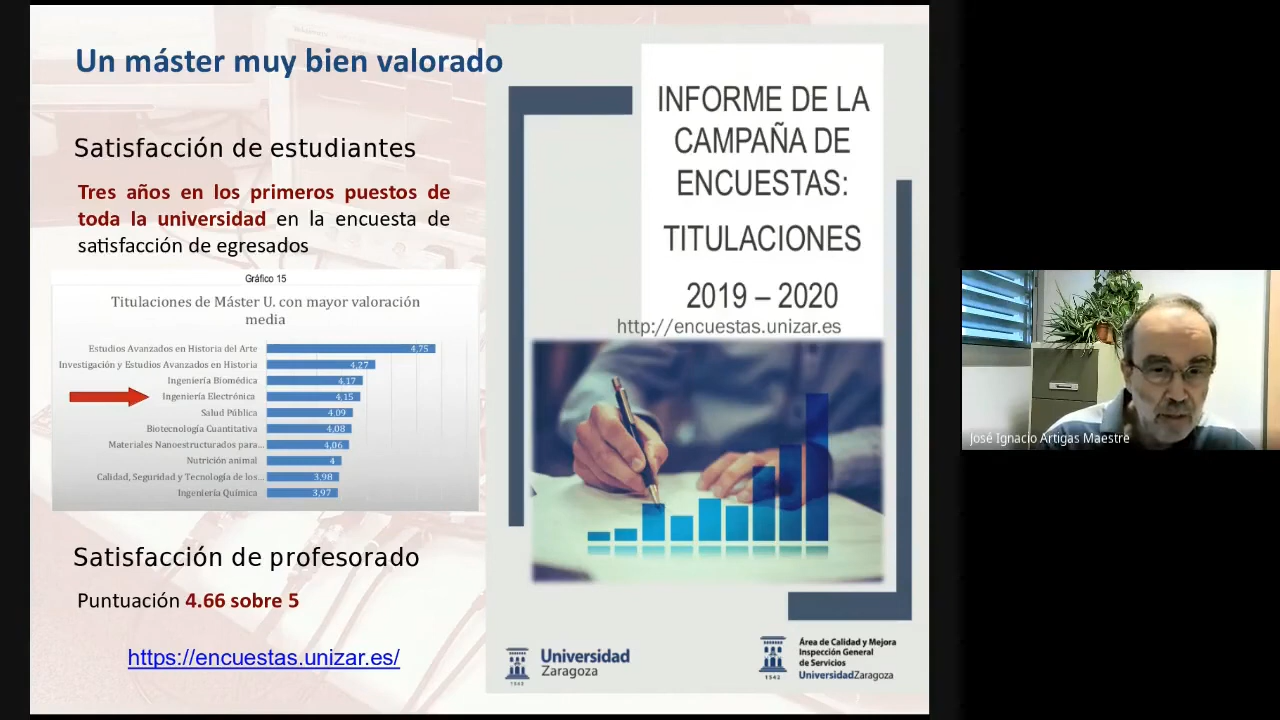 Un máster muy bien valorado
Satisfacción de estudiantes
Tres años en los primeros puestos de
toda la universidad en la encuesta de
satisfacción de egresados
Gráfico 15
Titulaciones de Máster U. con mayor valoración
media
Estudios Avanzados en Historia del Arte 4,75
Investigación y Estudios Avanzados en Historia 4,27
Ingeniería Biomédica 4,17
Ingeniería Electrónica 4,15
Salud Pública 4,09
Biotecnología Cuantitativa 4,08
Materiales Nanoestructurados para... 4,06
Nutrición animal 4
Calidad, Seguridad y Tecnología de los... 3,98
Ingeniería Química 3,97
Satisfacción de profesorado
Puntuación 4.66 sobre 5
https://encuestas.unizar.es/
INFORME DE LA
CAMPAÑA DE
ENCUESTAS:
TITULACIONES
2019 – 2020
http://encuestas.unizar.es
Universidad
Zaragoza
1542
Área de Calidad y Mejora
Inspección General
de Servicios
UniversidadZaragoza
1542
José Ignacio Artigas Maestre